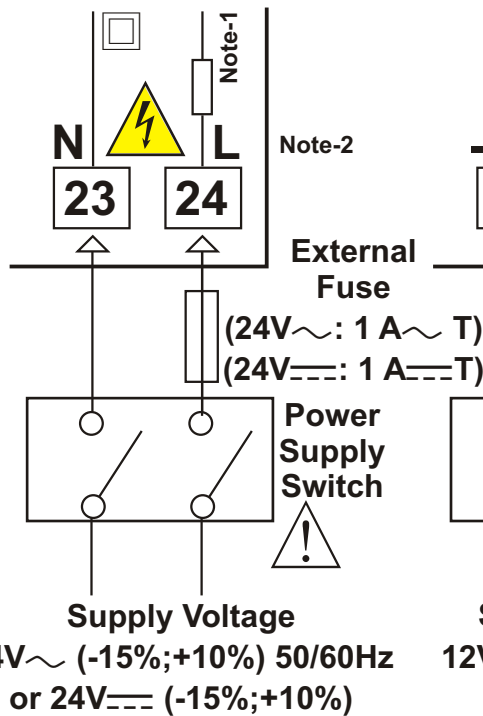 Note-1
N L
Note-2
23 24
External
Fuse
(24V∼: 1 A∼ T)
(24V⎓: 1 A⎓T)
Power
Supply
Switch
!
Supply Voltage
V∼ (-15%;+10%) 50/60Hz
or 24V⎓ (-15%;+10%)
S
12V